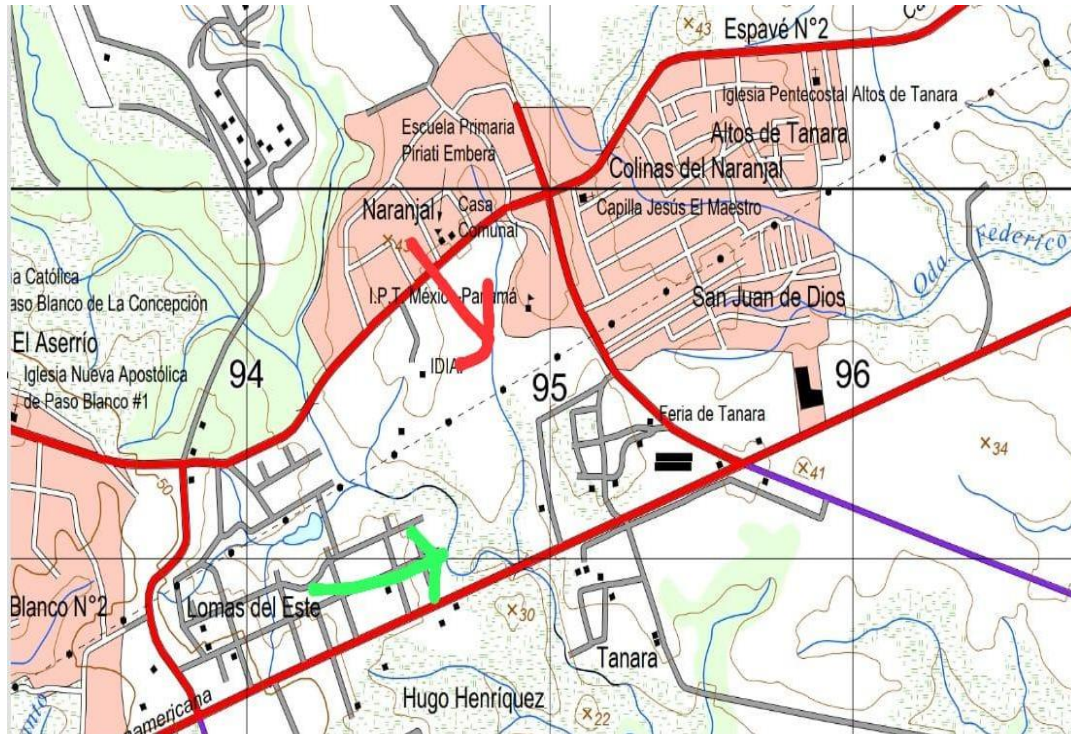 43
Espavé N°2
Iglesia Pentecostal Altos de Tanara
Escuela Primaria
Piriati Emberá
Altos de Tanara
Colinas del Naranjal
Naranjal
Casa
Comunal
Capilla Jesús El Maestro
Qda. Federico
ia Católica
aso Blanco de La Concepción
I.P.T. México-Panamá
San Juan de Dios
El Aserrío
Iglesia Nueva Apostólica
de Paso Blanco #1
94
95
96
Feria de Tanara
34
41
50
Blanco N°2
Lomas del Este
30
Tanara
Hugo Henríquez
22
namericana